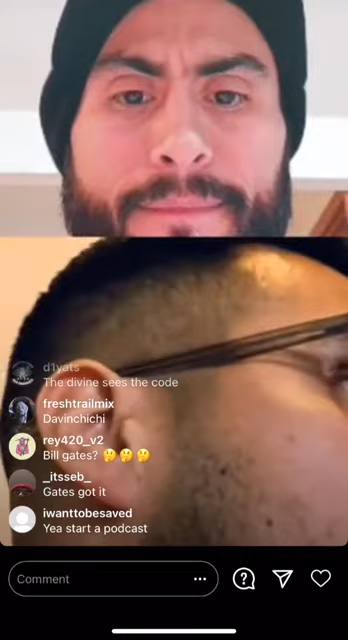 d1yats
The divine sees the code
freshtrailmix
Davinchichi
rey420_v2
Bill gates? 🤔🤔🤔
_itsseb_
Gates got it
iwanttobesaved
Yea start a podcast
Comment